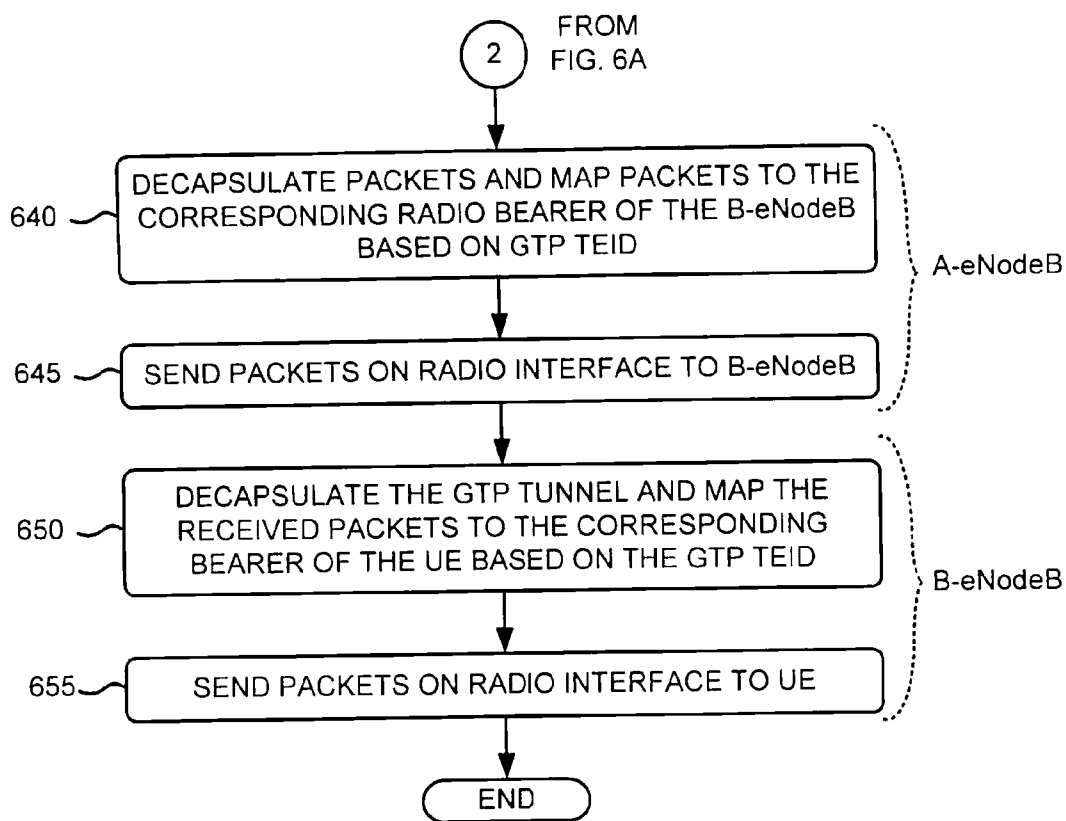 2
FROM
FIG. 6A
640
DECAPSULATE PACKETS AND MAP PACKETS TO THE
CORRESPONDING RADIO BEARER OF THE B-eNodeB
BASED ON GTP TEID
A-eNodeB
645
SEND PACKETS ON RADIO INTERFACE TO B-eNodeB
650
DECAPSULATE THE GTP TUNNEL AND MAP THE
RECEIVED PACKETS TO THE CORRESPONDING
BEARER OF THE UE BASED ON THE GTP TEID
B-eNodeB
655
SEND PACKETS ON RADIO INTERFACE TO UE
END